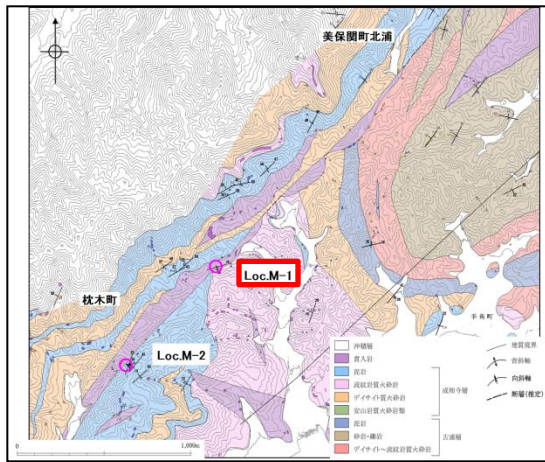 美保関町北浦
Loc.M-1
枕木町
Loc.M-2
手角町
沖積層
貫入岩
泥岩
流紋岩質火砕岩
デイサイト質火砕岩
安山岩質火砕岩類
成相寺層
泥岩
砂岩・礫岩
デイサイト～流紋岩質火砕岩
古浦層
地質境界
背斜軸
向斜軸
断層(推定)
0
1,000m